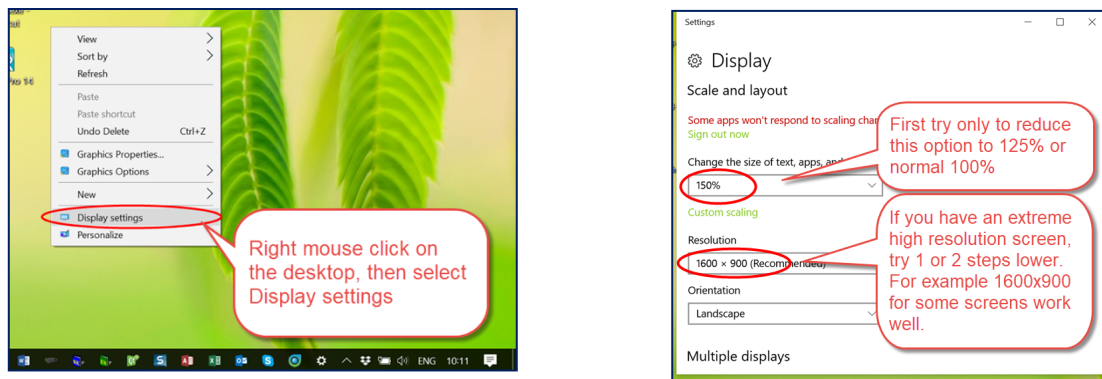 View
Sort by
Refresh
Paste
Paste shortcut
Undo Delete Ctrl+Z
Graphics Properties...
Graphics Options
New
Display settings
Personalize
Right mouse click on
the desktop, then select
Display settings
ENG 10:11
Settings
Display
Scale and layout
Some apps won't respond to scaling
Sign out now
Change the size of text, apps,
150%
Custom scaling
First try only to reduce
this option to 125% or
normal 100%
Resolution
1600 × 900 (Recommended)
Orientation
Landscape
If you have an extreme
high resolution screen,
try 1 or 2 steps lower.
For example 1600x900
for some screens work
well.
Multiple displays